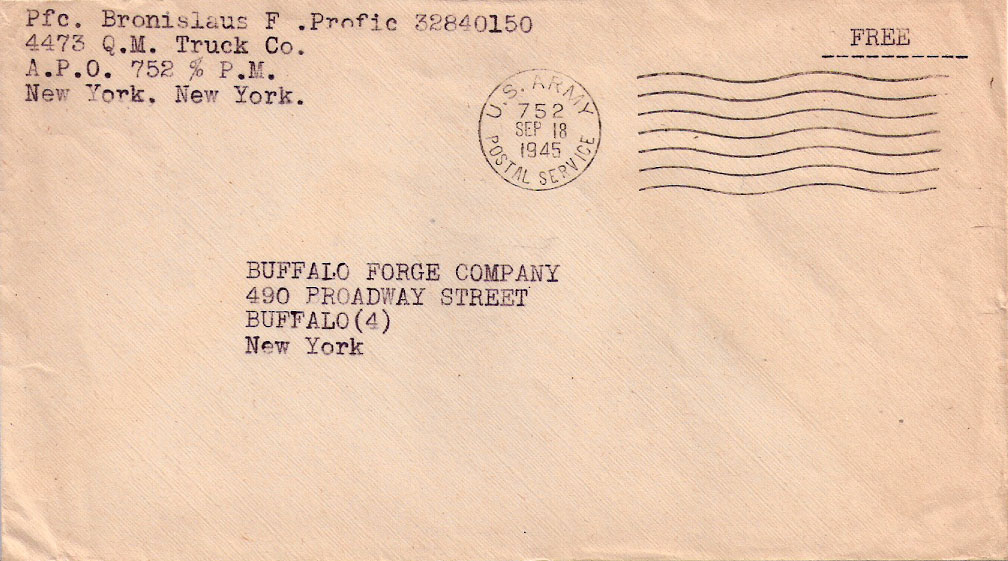 Pfc. Bronislaus F .Profic 32840150
4473 Q.M. Truck Co.
A.P.O. 752 % P.M.
New York, New York.
FREE
U.S. ARMY
752
SEP 18
1945
POSTAL SERVICE
BUFFALO FORGE COMPANY
490 BROADWAY STREET
BUFFALO(4)
New York